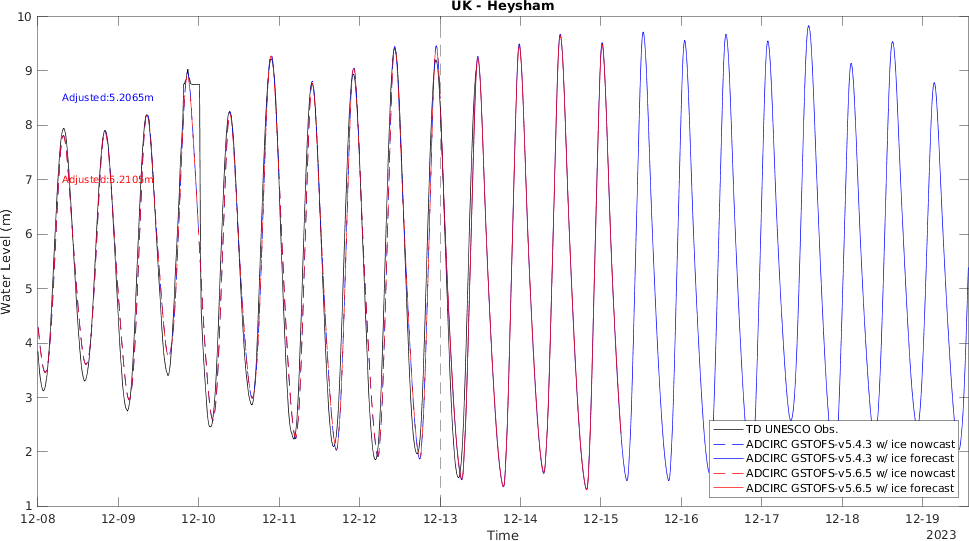 UK - Heysham
10
9
8
7
6
5
4
3
2
1
Water Level (m)
Adjusted:5.2065m
Adjusted:5.2105m
TD UNESCO Obs.
ADCIRC GSTOFS-v5.4.3 w/ ice nowcast
ADCIRC GSTOFS-v5.4.3 w/ ice forecast
ADCIRC GSTOFS-v5.6.5 w/ ice nowcast
ADCIRC GSTOFS-v5.6.5 w/ ice forecast
12-08 12-09 12-10 12-11 12-12 12-13 12-14 12-15 12-16 12-17 12-18 12-19
Time
2023